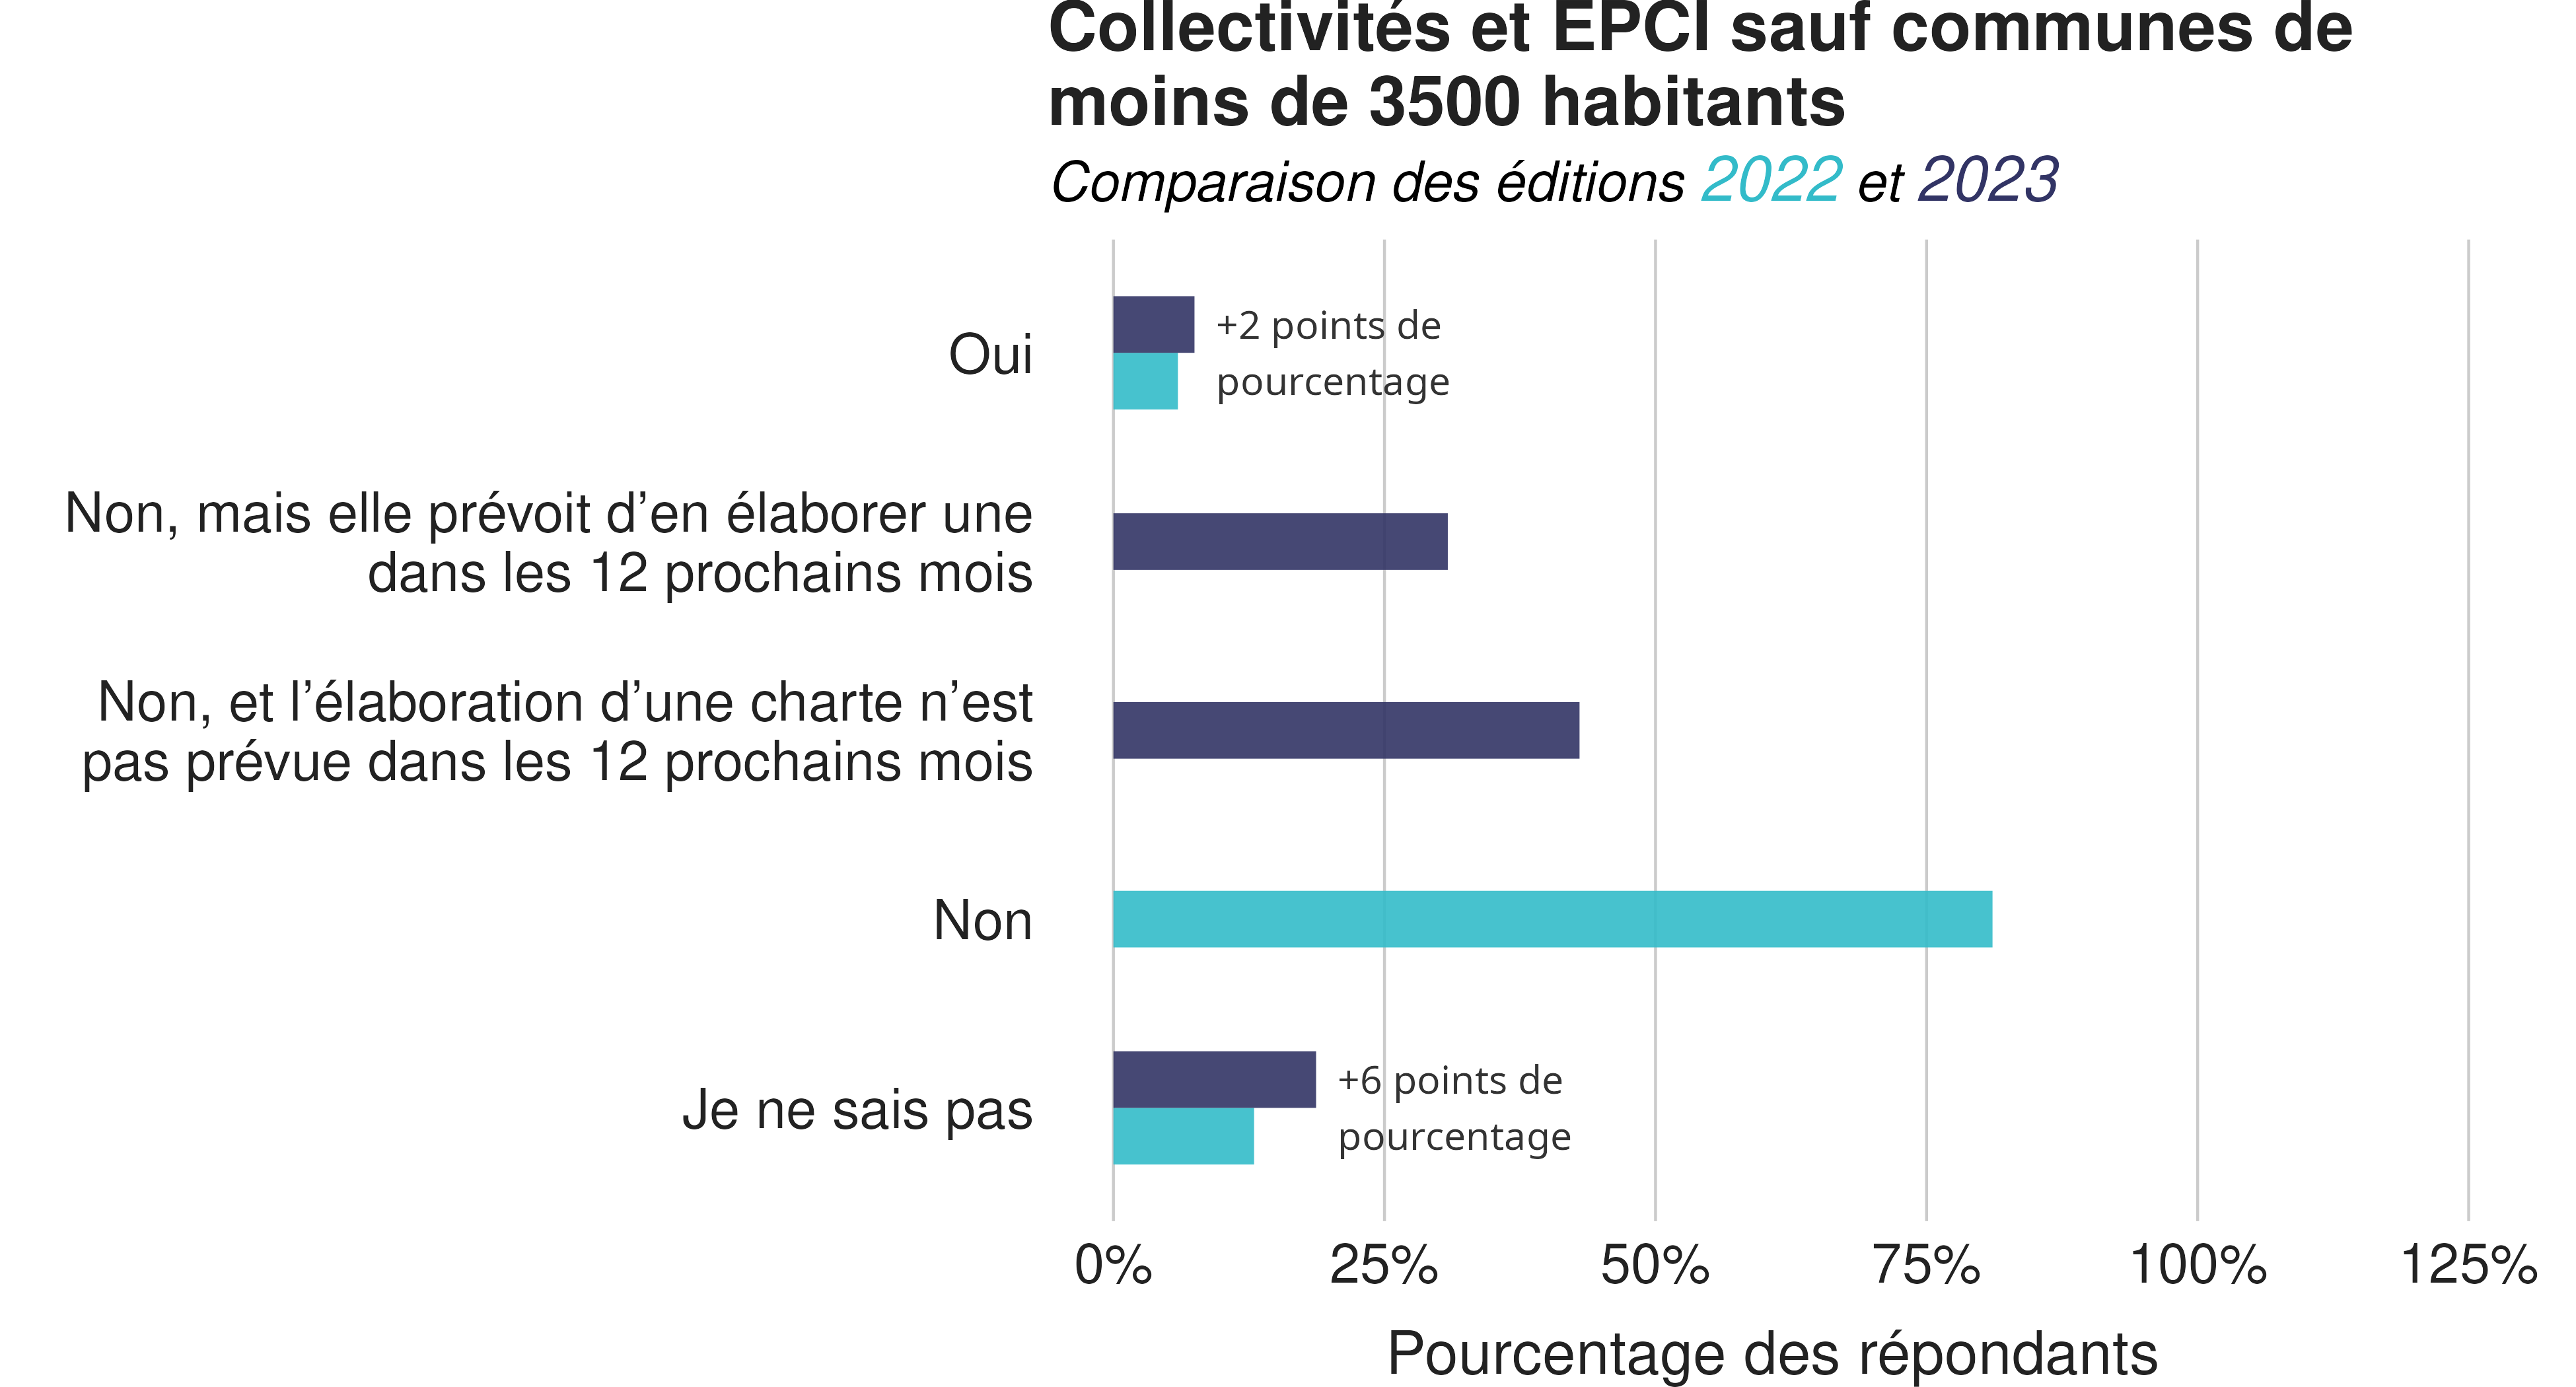 Collectivités et EPCI sauf communes de
moins de 3500 habitants
Comparaison des éditions 2022 et 2023
Oui
+2 points de
pourcentage
Non, mais elle prévoit d’en élaborer une
dans les 12 prochains mois
Non, et l’élaboration d’une charte n’est
pas prévue dans les 12 prochains mois
Non
Je ne sais pas
+6 points de
pourcentage
0% 25% 50% 75% 100% 125%
Pourcentage des répondants